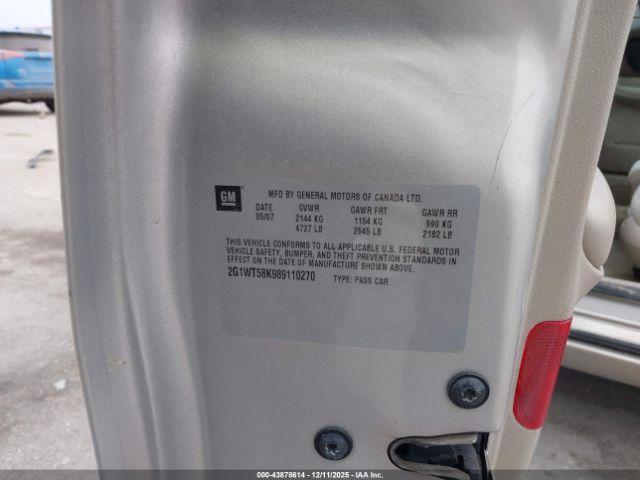 GM
MFD BY GENERAL MOTORS OF CANADA LTD.
DATE GVWR GAWR FRT GAWR RR
05/07 2144 KG 1154 KG 990 KG
4727 LB 2545 LB 2182 LB
THIS VEHICLE CONFORMS TO ALL APPLICABLE U.S. FEDERAL MOTOR
VEHICLE SAFETY, BUMPER, AND THEFT PREVENTION STANDARDS IN
EFFECT ON THE DATE OF MANUFACTURE SHOWN ABOVE.
2G1WT58K989110270 TYPE: PASS CAR
000-43878614 - 12/11/2025 - IAA Inc.